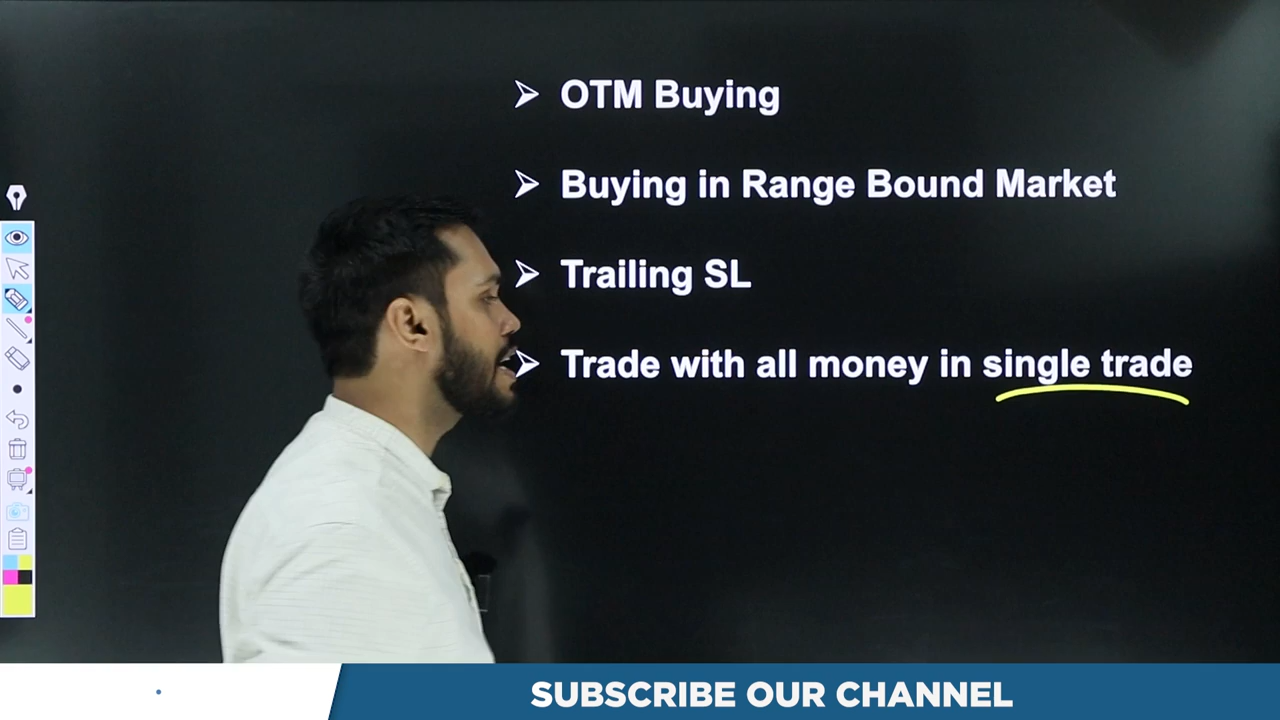 OTM Buying
Buying in Range Bound Market
Trailing SL
Trade with all money in single trade
SUBSCRIBE OUR CHANNEL